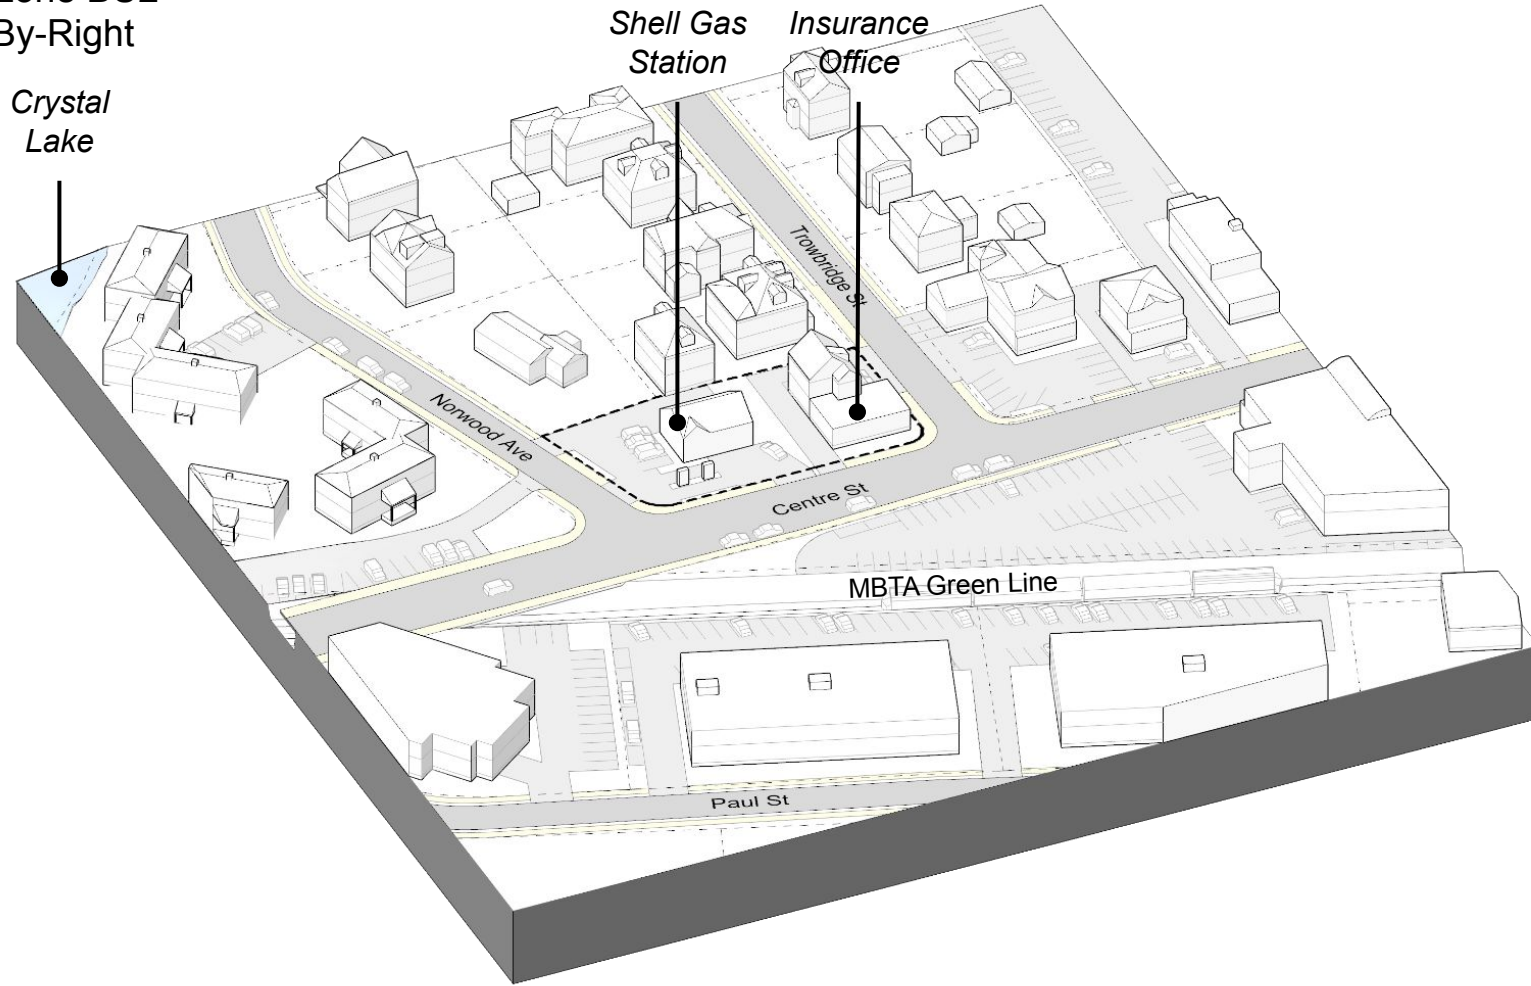 By-Right
Crystal
Lake
Shell Gas
Station
Insurance
Office
Trowbridge St
Norwood Ave
Centre St
MBTA Green Line
Paul St